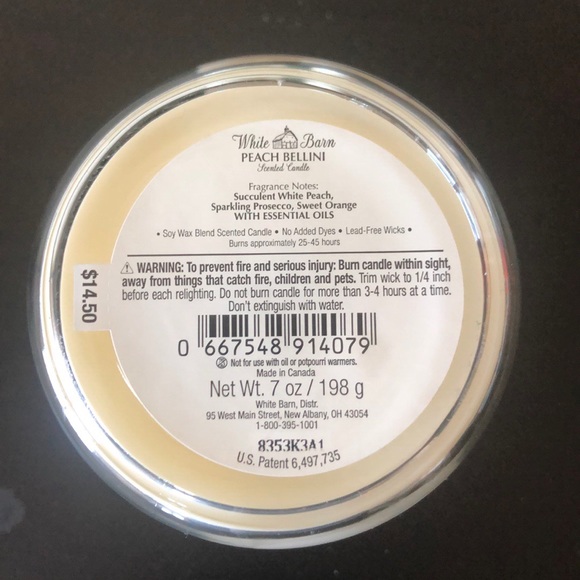 White Barn
PEACH BELLINI
Scented Candle
Fragrance Notes:
Succulent White Peach,
Sparkling Prosecco, Sweet Orange
WITH ESSENTIAL OILS
• Soy Wax Blend Scented Candle • No Added Dyes • Lead-Free Wicks •
Burns approximately 25-45 hours
⚠ WARNING: To prevent fire and serious injury: Burn candle within sight,
away from things that catch fire, children and pets. Trim wick to 1/4 inch
before each relighting. Do not burn candle for more than 3-4 hours at a time.
Don't extinguish with water.
0 667548 914079
Not for use with oil or potpourri warmers.
Made in Canada
Net Wt. 7 oz / 198 g
White Barn, Distr.
95 West Main Street, New Albany, OH 43054
1-800-395-1001
8353K3A1
U.S. Patent 6,497,735
$14.50